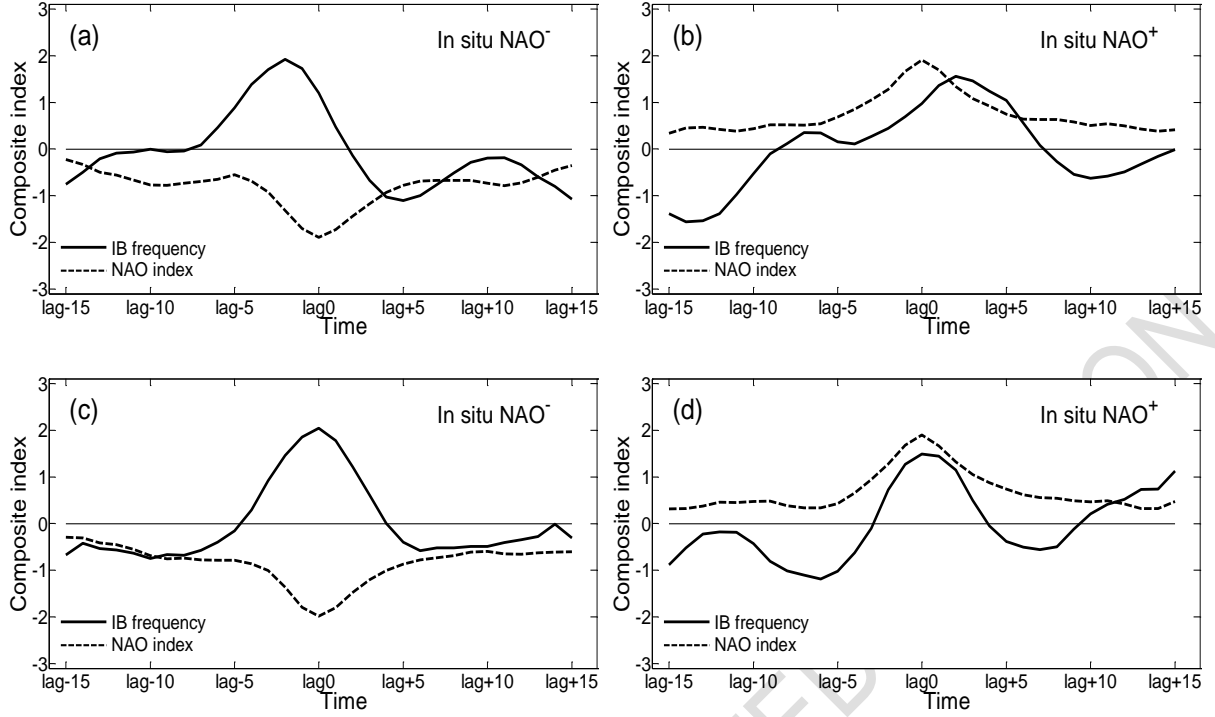 (a) In situ NAO⁻
Composite index
3
2
1
0
-1
-2
-3
IB frequency
NAO index
lag-15 lag-10 lag-5 lag0 lag+5 lag+10 lag+15
Time
(b) In situ NAO⁺
Composite index
3
2
1
0
-1
-2
-3
IB frequency
NAO index
lag-15 lag-10 lag-5 lag0 lag+5 lag+10 lag+15
Time
(c) In situ NAO⁻
Composite index
3
2
1
0
-1
-2
-3
IB frequency
NAO index
lag-15 lag-10 lag-5 lag0 lag+5 lag+10 lag+15
Time
(d) In situ NAO⁺
Composite index
3
2
1
0
-1
-2
-3
IB frequency
NAO index
lag-15 lag-10 lag-5 lag0 lag+5 lag+10 lag+15
Time